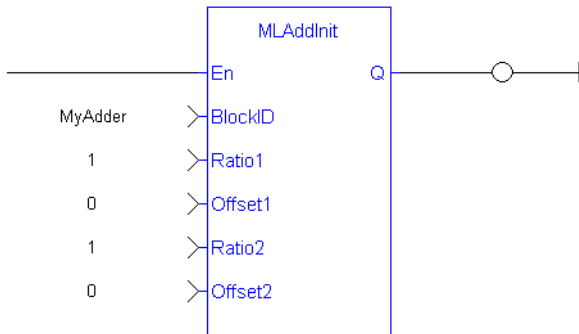 MLAddInit
En Q
MyAdder BlockID
1 Ratio1
0 Offset1
1 Ratio2
0 Offset2